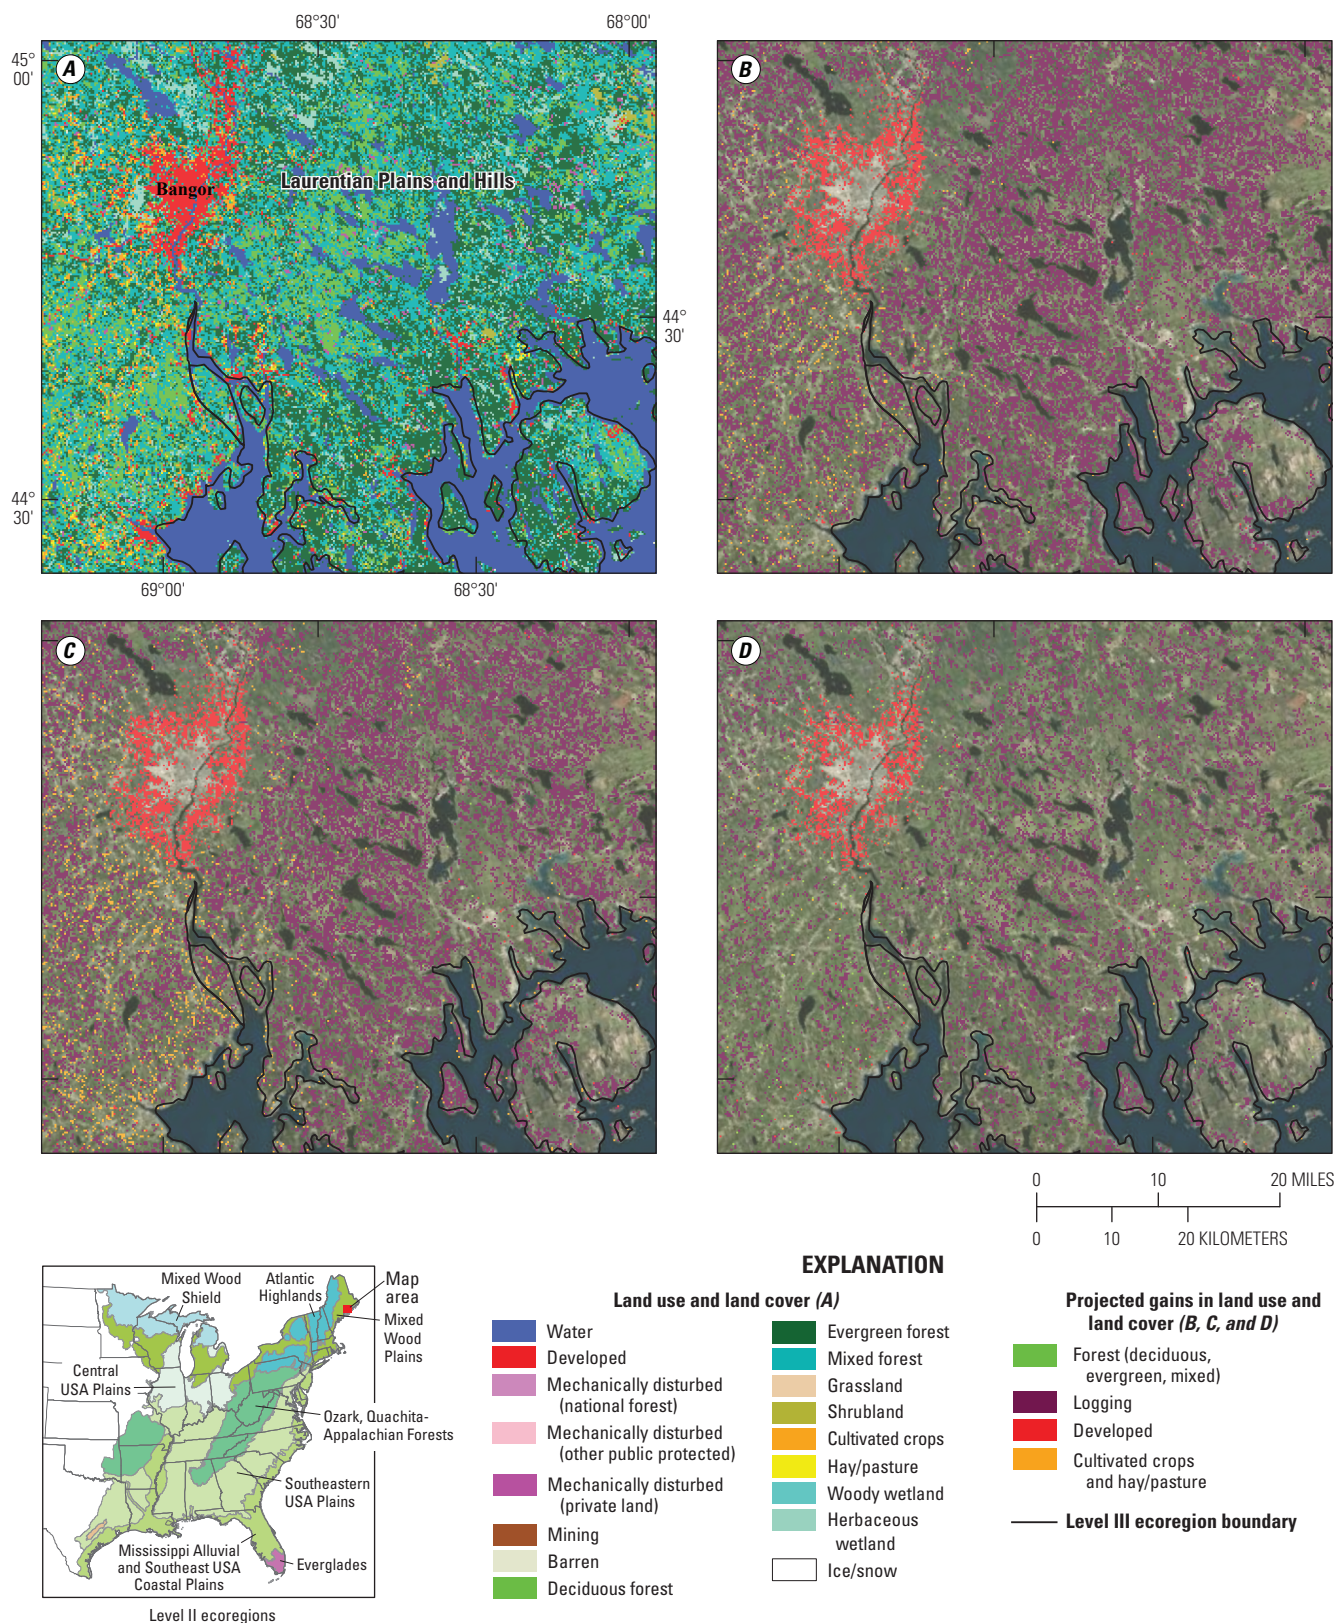 68°30'
68°00'
45°
00'
A
B
Bangor
Laurentian Plains and Hills
44°
30'
44°
30'
69°00'
68°30'
C
D
0 10 20 MILES
0 10 20 KILOMETERS
EXPLANATION
Land use and land cover (A)
Water
Developed
Mechanically disturbed
(national forest)
Mechanically disturbed
(other public protected)
Mechanically disturbed
(private land)
Mining
Barren
Deciduous forest
Evergreen forest
Mixed forest
Grassland
Shrubland
Cultivated crops
Hay/pasture
Woody wetland
Herbaceous
wetland
Ice/snow
Projected gains in land use and
land cover (B, C, and D)
Forest (deciduous,
evergreen, mixed)
Logging
Developed
Cultivated crops
and hay/pasture
Level III ecoregion boundary
Mixed Wood
Shield
Atlantic
Highlands
Map
area
Mixed
Wood
Plains
Central
USA Plains
Ozark, Quachita-
Appalachian Forests
Southeastern
USA Plains
Mississippi Alluvial
and Southeast USA
Coastal Plains
Everglades
Level II ecoregions